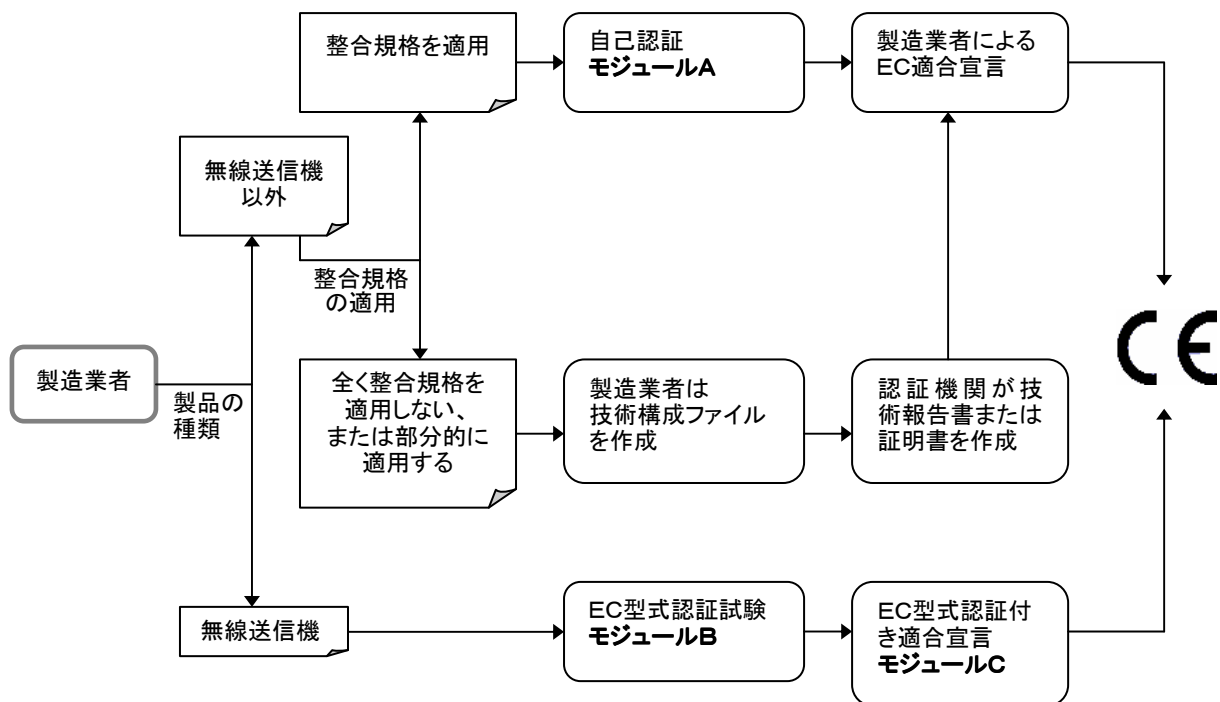 整合規格を適用
自己認証
モジュールA
製造業者による
EC適合宣言
無線送信機
以外
整合規格
の適用
製造業者
製品の
種類
全く整合規格を
適用しない、
または部分的に
適用する
製造業者は
技術構成ファイル
を作成
認証機関が技
術報告書または
証明書を作成
CE
無線送信機
EC型式認証試験
モジュールB
EC型式認証付
き適合宣言
モジュールC